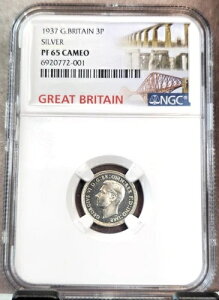 1937 G.BRITAIN 3P
SILVER
PF 65 CAMEO
6920772-001
GREAT BRITAIN
NGC